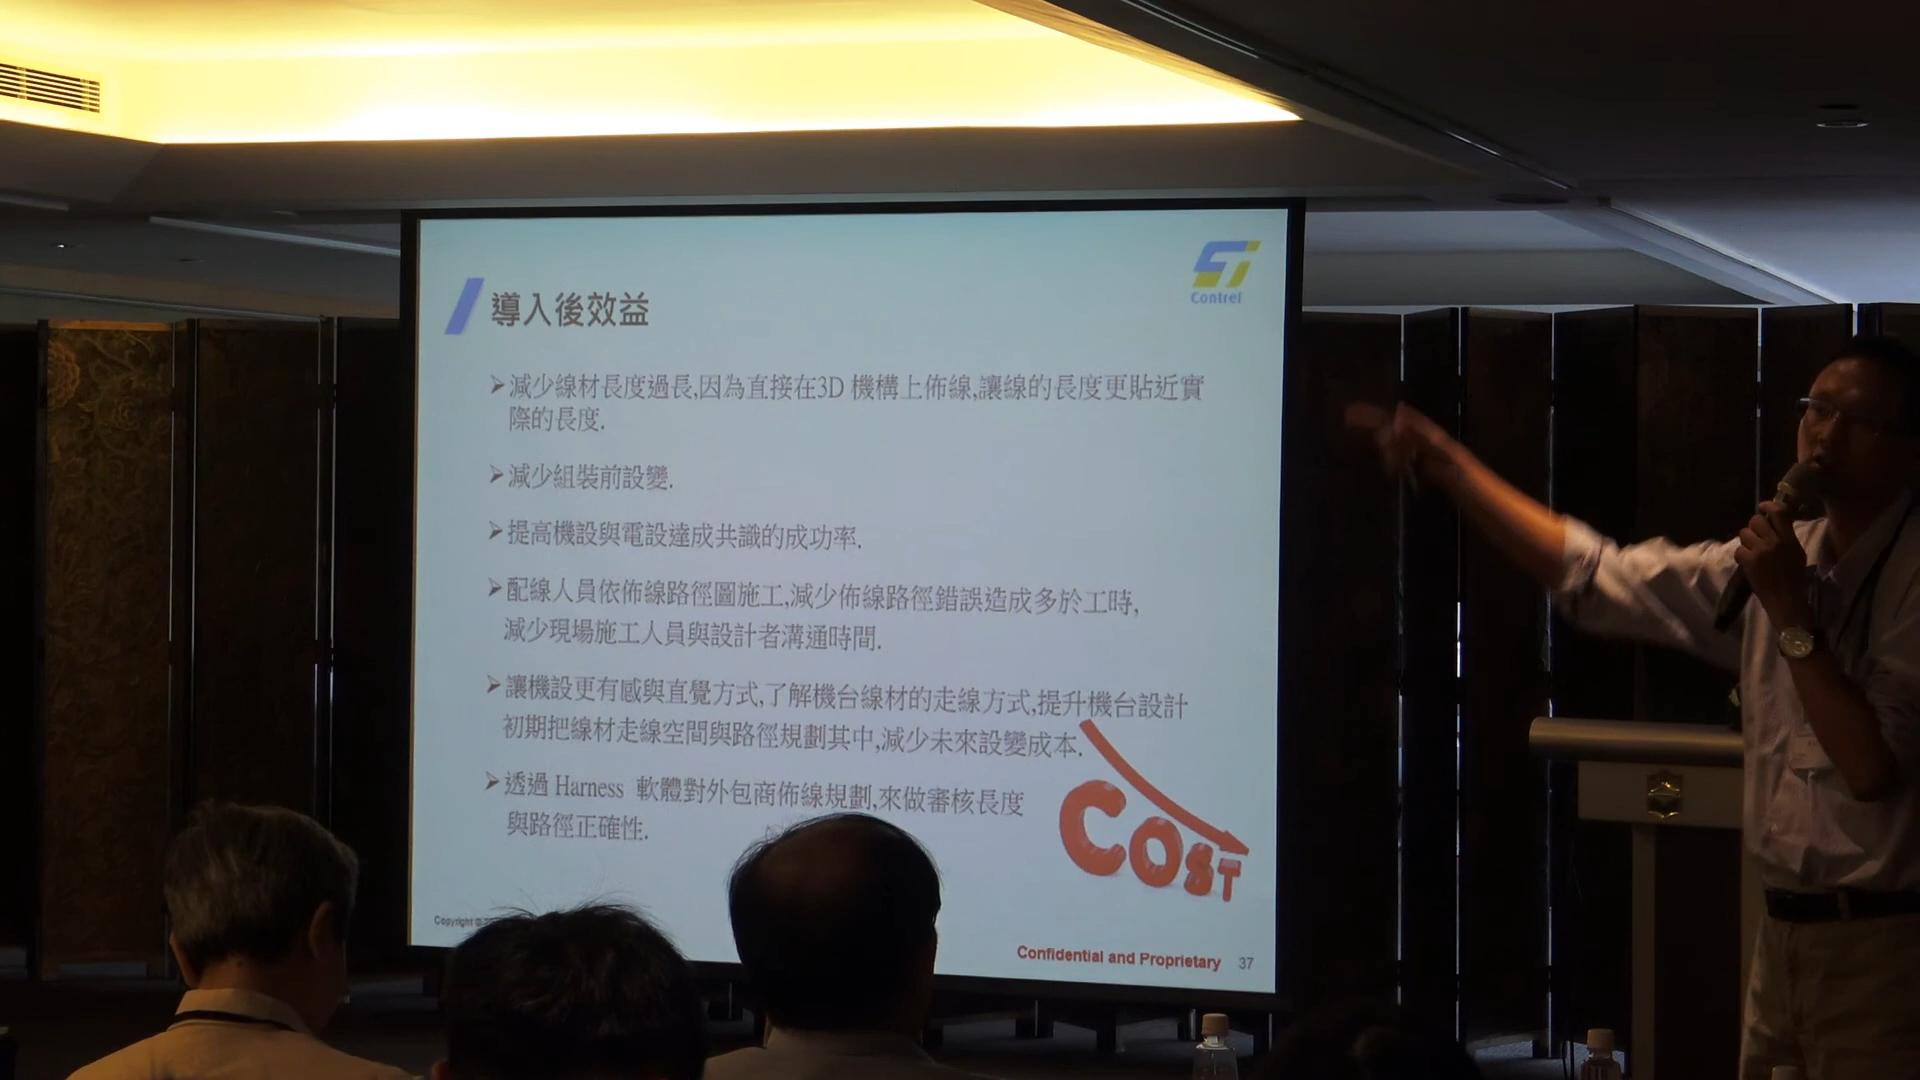 Contrel
導入後效益
➢減少線材長度過長,因為直接在3D 機構上佈線,讓線的長度更貼近實
際的長度.
➢減少組裝前設變.
➢提高機設與電設達成共識的成功率.
➢配線人員依佈線路徑圖施工,減少佈線路徑錯誤造成多於工時,
減少現場施工人員與設計者溝通時間.
➢讓機設更有感與直覺方式,了解機台線材的走線方式,提升機台設計
初期把線材走線空間與路徑規劃其中,減少未來設變成本.
➢透過 Harness 軟體對外包商佈線規劃,來做審核長度
與路徑正確性.
COST
Copyright ©
Confidential and Proprietary 37